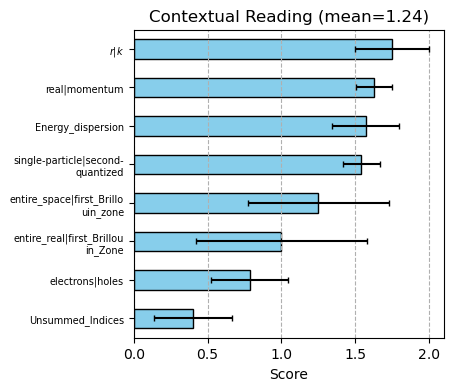 Contextual Reading (mean=1.24)
r|k
real|momentum
Energy_dispersion
single-particle|second-
quantized
entire_space|first_Brillo
uin_zone
entire_real|first_Brillou
in_Zone
electrons|holes
Unsummed_Indices
0.0 0.5 1.0 1.5 2.0
Score